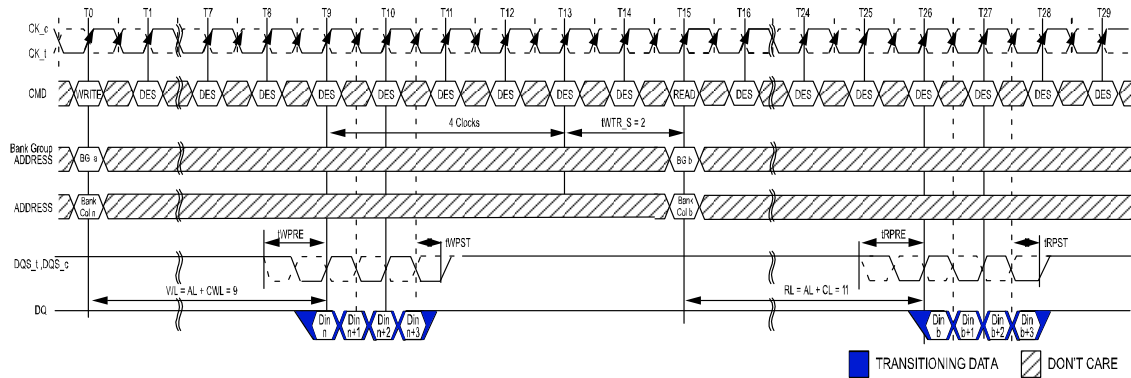 T0 T1 T7 T8 T9 T10 T11 T12 T13 T14 T15 T16 T24 T25 T26 T27 T28 T29
CK_c
CK_t
CMD WRITE DES DES DES DES DES DES DES DES DES READ DES DES DES DES DES DES DES
4 Clocks tWTR_S = 2
Bank Group
ADDRESS BG a BG b
ADDRESS Bank Col n Bank Col b
tWPRE tWPST tRPRE tRPST
DQS_t ,DQS_c
WL = AL + CWL = 9 RL = AL + CL = 11
DQ
Din n Din n+1 Din n+2 Din n+3 Din b Din b+1 Din b+2 Din b+3
TRANSITIONING DATA DON'T CARE